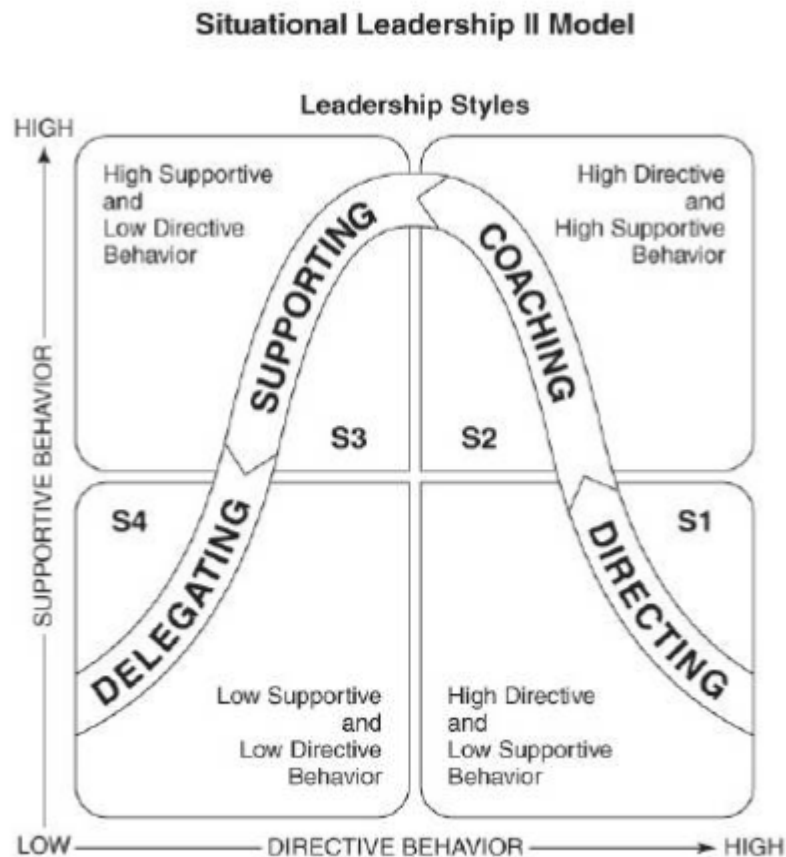 Situational Leadership II Model
Leadership Styles
HIGH
High Supportive
and
Low Directive
Behavior
High Directive
and
High Supportive
Behavior
SUPPORTING
COACHING
S3
S2
SUPPORTIVE BEHAVIOR
S4
S1
DELEGATING
DIRECTING
Low Supportive
and
Low Directive
Behavior
High Directive
and
Low Supportive
Behavior
LOW
DIRECTIVE BEHAVIOR
HIGH